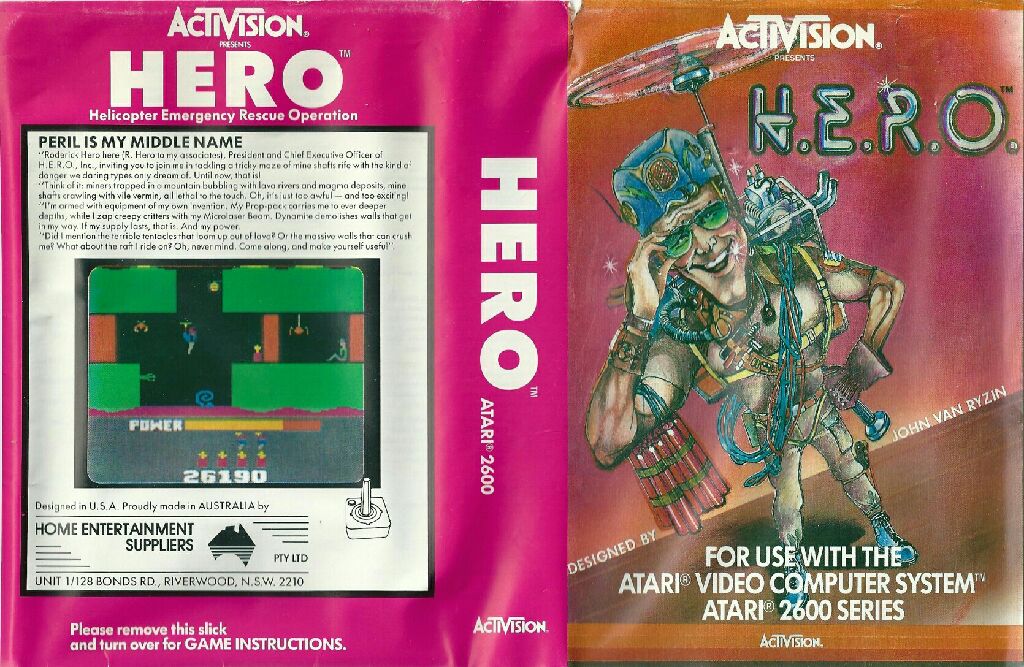 ACTIVISION®
PRESENTS
HERO™
Helicopter Emergency Rescue Operation
PERIL IS MY MIDDLE NAME
"Roderick Hero here (R. Hero to my associates), President and Chief Executive Officer of
H.E.R.O., Inc., inviting you to join me in tackling a tricky maze of mine shafts rife with the kind of
danger we daring types only dream of. Until now, that is!
"Think of it: miners trapped in a mountain bubbling with lava rivers and magma deposits, mine
shafts crawling with vile vermin, all lethal to the touch. Oh, it's just too awful — and too exciting!
"I'm armed with equipment of my own invention. My Prop-pack carries me to ever deeper
depths, while I zap creepy critters with my Microlaser Beam. Dynamite demolishes walls that get
in my way. If my supply lasts, that is. And my power.
"Did I mention the terrible tentacles that loom up out of lava? Or the massive walls that can crush
me? What about the raft I ride on? Oh, never mind. Come along, and make yourself useful!".
POWER
26190
Designed in U.S.A. Proudly made in AUSTRALIA by
HOME ENTERTAINMENT
SUPPLIERS
PTY LTD
UNIT 1/128 BONDS RD., RIVERWOOD, N.S.W. 2210
Please remove this slick
and turn over for GAME INSTRUCTIONS.
HERO™
ATARI® 2600
ACTIVISION®
ACTIVISION®
PRESENTS
H.E.R.O.™
DESIGNED BY JOHN VAN RYZIN
FOR USE WITH THE
ATARI® VIDEO COMPUTER SYSTEM™
ATARI® 2600 SERIES
ACTIVISION®